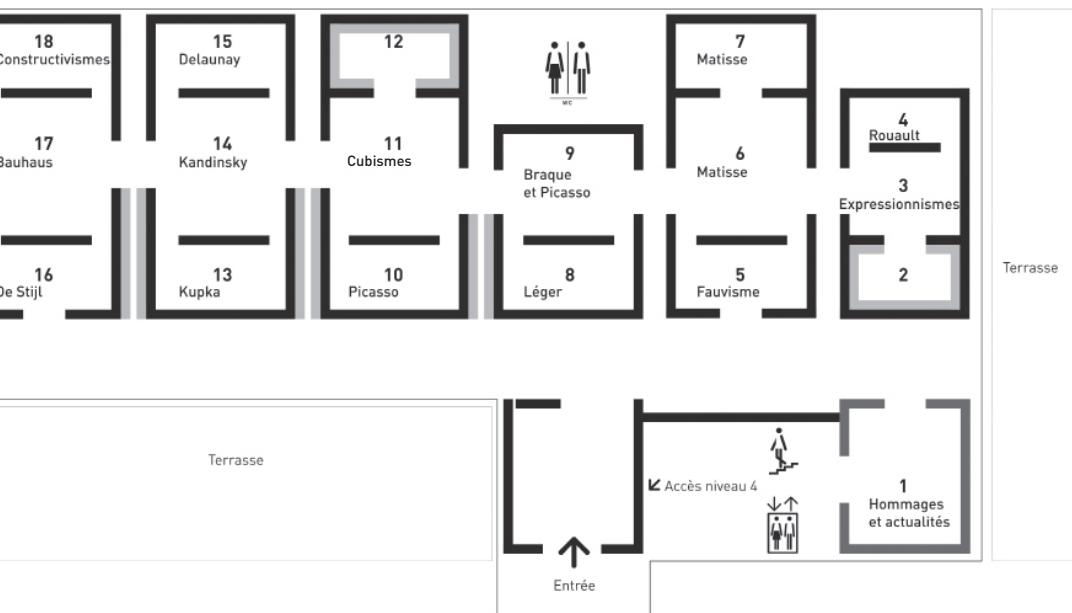 18
Constructivismes
15
Delaunay
12
WC
7
Matisse
4
Rouault
17
Bauhaus
14
Kandinsky
11
Cubismes
9
Braque
et Picasso
6
Matisse
3
Expressionnismes
16
De Stijl
13
Kupka
10
Picasso
8
Léger
5
Fauvisme
2
Terrasse
Terrasse
Accès niveau 4
1
Hommages
et actualités
Entrée